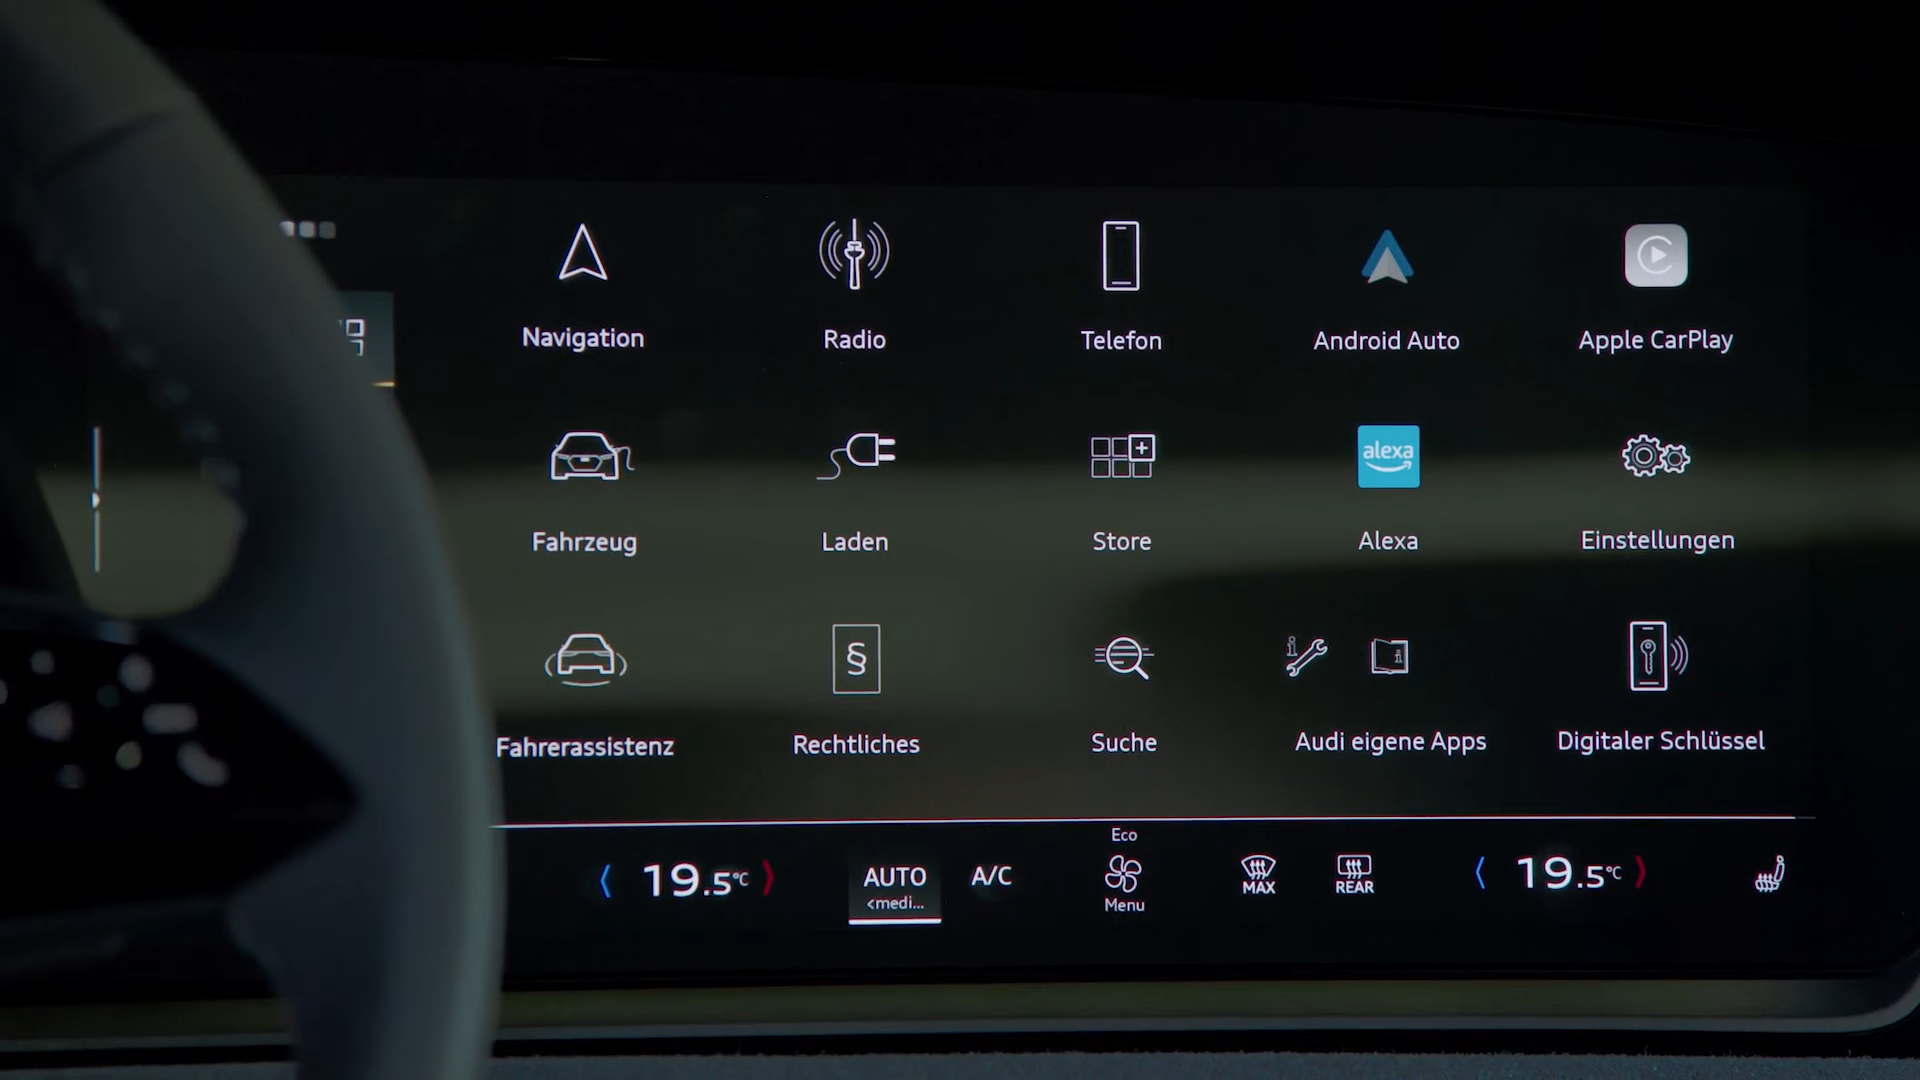 Navigation
Radio
Telefon
Android Auto
Apple CarPlay
alexa
Fahrzeug
Laden
Store
Alexa
Einstellungen
§
i
i
Fahrerassistenz
Rechtliches
Suche
Audi eigene Apps
Digitaler Schlüssel
Eco
19.5°C
AUTO
<medi...
A/C
Menu
MAX
REAR
19.5°C